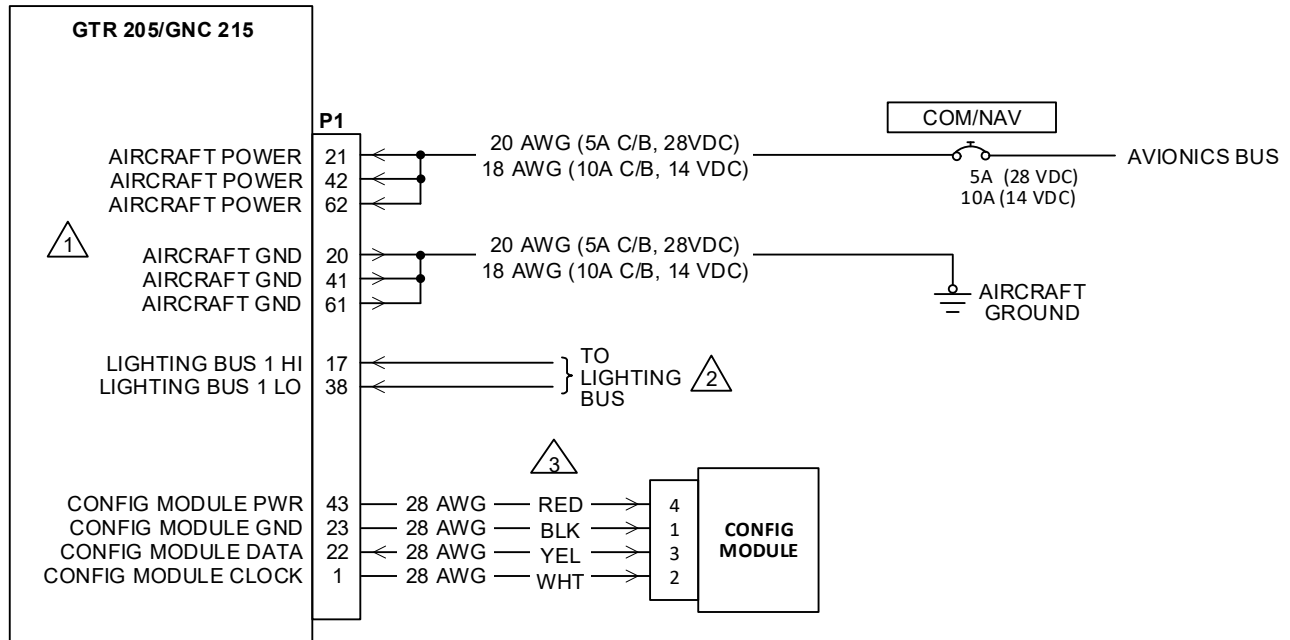 GTR 205/GNC 215
P1
COM/NAV
AIRCRAFT POWER 21 20 AWG (5A C/B, 28VDC) AVIONICS BUS
AIRCRAFT POWER 42 18 AWG (10A C/B, 14 VDC) 5A (28 VDC)
AIRCRAFT POWER 62 10A (14 VDC)
1
AIRCRAFT GND 20 20 AWG (5A C/B, 28VDC)
AIRCRAFT GND 41 18 AWG (10A C/B, 14 VDC) AIRCRAFT
AIRCRAFT GND 61 GROUND
LIGHTING BUS 1 HI 17 TO
LIGHTING BUS 1 LO 38 LIGHTING 2
BUS
3
CONFIG MODULE PWR 43 28 AWG RED 4
CONFIG MODULE GND 23 28 AWG BLK 1 CONFIG
CONFIG MODULE DATA 22 28 AWG YEL 3 MODULE
CONFIG MODULE CLOCK 1 28 AWG WHT 2